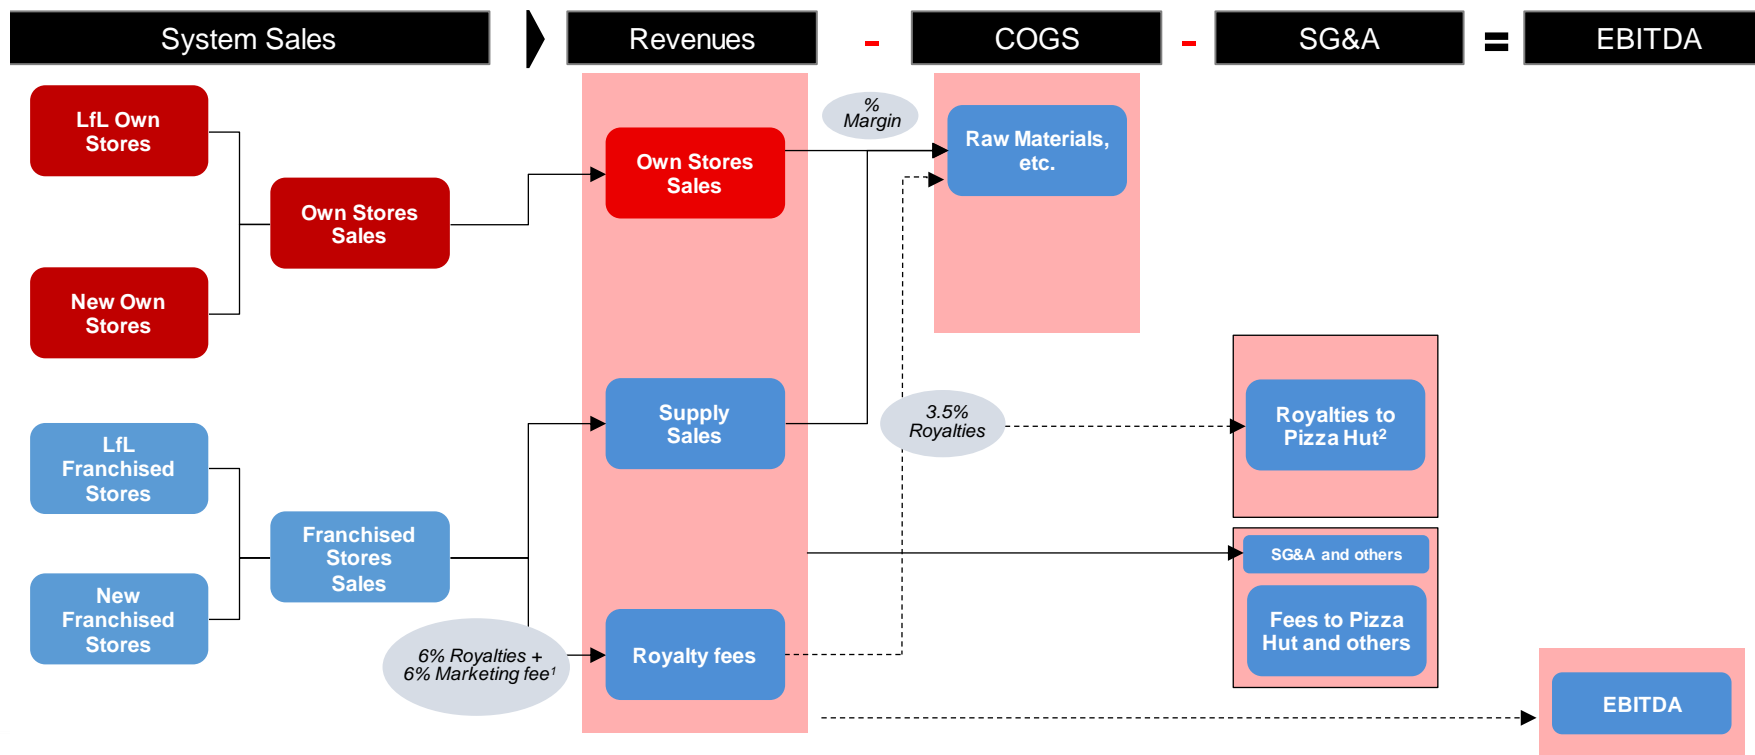 System Sales
Revenues
-
COGS
-
SG&A
=
EBITDA
LfL Own
Stores
New Own
Stores
Own Stores
Sales
LfL
Franchised
Stores
New
Franchised
Stores
Franchised
Stores
Sales
6% Royalties +
6% Marketing fee¹
Own Stores
Sales
Supply
Sales
Royalty fees
%
Margin
Raw Materials,
etc.
3.5%
Royalties
Royalties to
Pizza Hut²
SG&A and others
Fees to Pizza
Hut and others
EBITDA